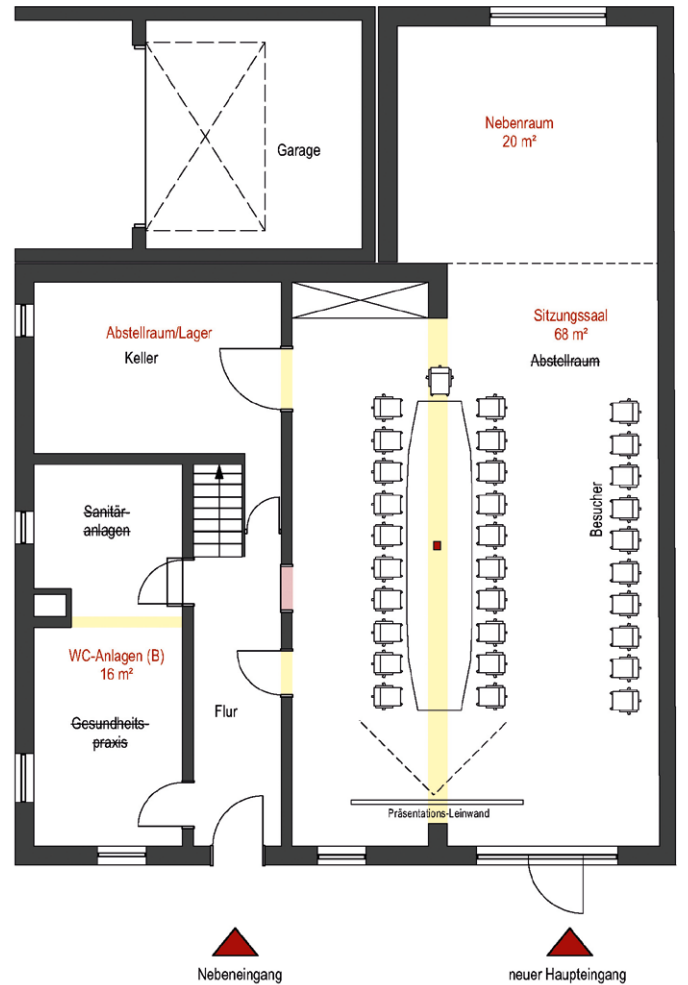 Garage
Nebenraum
20 m²
Abstellraum/Lager
Keller
Sitzungssaal
68 m²
Abstellraum
Sanitär-
anlagen
Besucher
WC-Anlagen (B)
16 m²
Gesundheits-
praxis
Flur
Präsentations-Leinwand
Nebeneingang
neuer Haupteingang